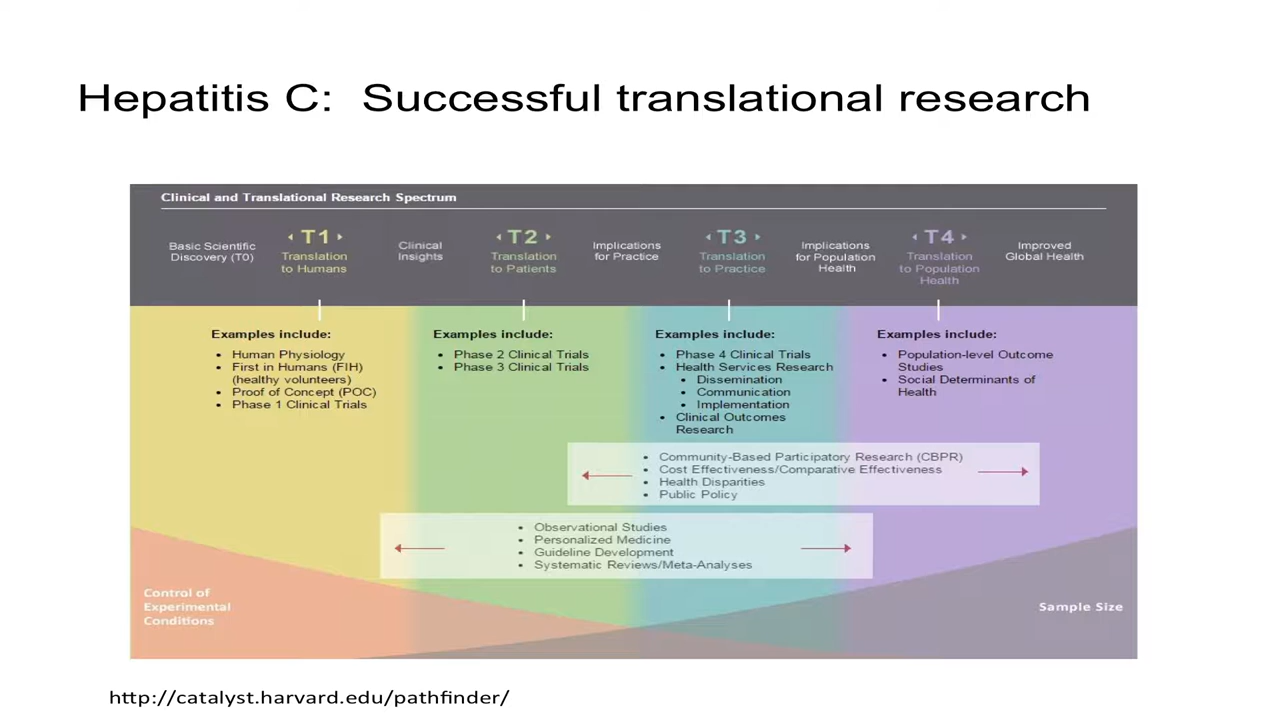 Hepatitis C:  Successful translational research
Clinical and Translational Research Spectrum
Basic Scientific
Discovery (T0)
T1
Translation
to Humans
Clinical
Insights
T2
Translation
to Patients
Implications
for Practice
T3
Translation
to Practice
Implications
for Population
Health
T4
Translation
to Population
Health
Improved
Global Health
Examples include:
• Human Physiology
• First in Humans (FIH)
(healthy volunteers)
• Proof of Concept (POC)
• Phase 1 Clinical Trials
Examples include:
• Phase 2 Clinical Trials
• Phase 3 Clinical Trials
Examples include:
• Phase 4 Clinical Trials
• Health Services Research
• Dissemination
• Communication
• Implementation
• Clinical Outcomes
Research
Examples include:
• Population-level Outcome
Studies
• Social Determinants of
Health
• Community-Based Participatory Research (CBPR)
• Cost Effectiveness/Comparative Effectiveness
• Health Disparities
• Public Policy
• Observational Studies
• Personalized Medicine
• Guideline Development
• Systematic Reviews/Meta-Analyses
Control of
Experimental
Conditions
Sample Size
http://catalyst.harvard.edu/pathfinder/